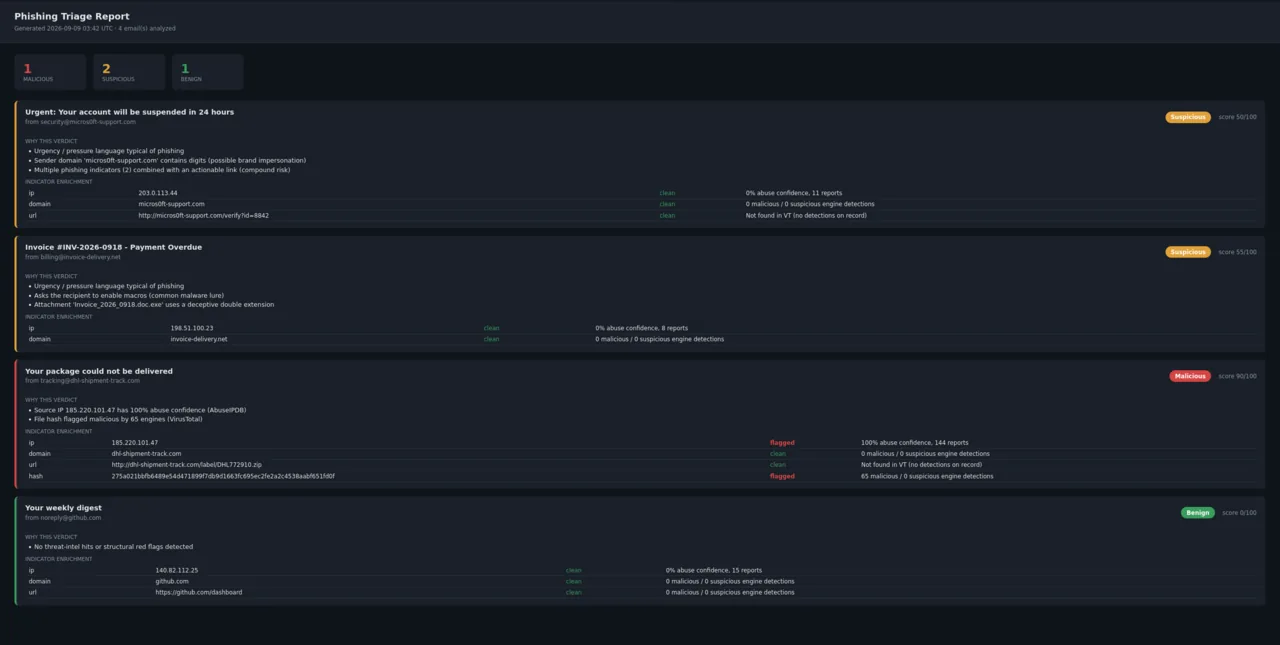 Phishing Triage Report
Generated 2026-09-09-03:42 UTC · 4 email(s) analyzed
1 2 1
MALICIOUS SUSPICIOUS BENIGN
Urgent: Your account will be suspended in 24 hours Suspicious score 50/100
from security@micros0ft-support.com
WHY THIS VERDICT
• Urgency / pressure language typical of phishing
• Sender domain 'micros0ft-support.com' contains digits (possible brand impersonation)
• Multiple phishing indicators (2) combined with an actionable link (compound risk)
INDICATOR ENRICHMENT
ip 203.0.113.44 clean 0% abuse confidence, 11 reports
domain micros0ft-support.com clean 0 malicious / 0 suspicious engine detections
url http://micros0ft-support.com/verify?id=8842 clean Not found in VT (no detections on record)
Invoice #INV-2026-0918 - Payment Overdue Suspicious score 55/100
from billing@invoice-delivery.net
WHY THIS VERDICT
• Urgency / pressure language typical of phishing
• Asks the recipient to enable macros (common malware lure)
• Attachment 'Invoice_2026_0918.doc.exe' uses a deceptive double extension
INDICATOR ENRICHMENT
ip 198.51.100.23 clean 0% abuse confidence, 8 reports
domain invoice-delivery.net clean 0 malicious / 0 suspicious engine detections
Your package could not be delivered Malicious score 90/100
from tracking@dhl-shipment-track.com
WHY THIS VERDICT
• Source IP 185.220.101.47 has 100% abuse confidence (AbuseIPDB)
• File hash flagged malicious by 65 engines (VirusTotal)
INDICATOR ENRICHMENT
ip 185.220.101.47 flagged 100% abuse confidence, 144 reports
domain dhl-shipment-track.com clean 0 malicious / 0 suspicious engine detections
url http://dhl-shipment-track.com/label/DHL772910.zip clean Not found in VT (no detections on record)
hash 275a021bbfb6489e54d471899f7db9d1663fc695ec2fe2a2c4538aabf651fd0f flagged 65 malicious / 0 suspicious engine detections
Your weekly digest Benign score 0/100
from noreply@github.com
WHY THIS VERDICT
• No threat-intel hits or structural red flags detected
INDICATOR ENRICHMENT
ip 140.82.112.25 clean 0% abuse confidence, 15 reports
domain github.com clean 0 malicious / 0 suspicious engine detections
url https://github.com/dashboard clean 0 malicious / 0 suspicious engine detections